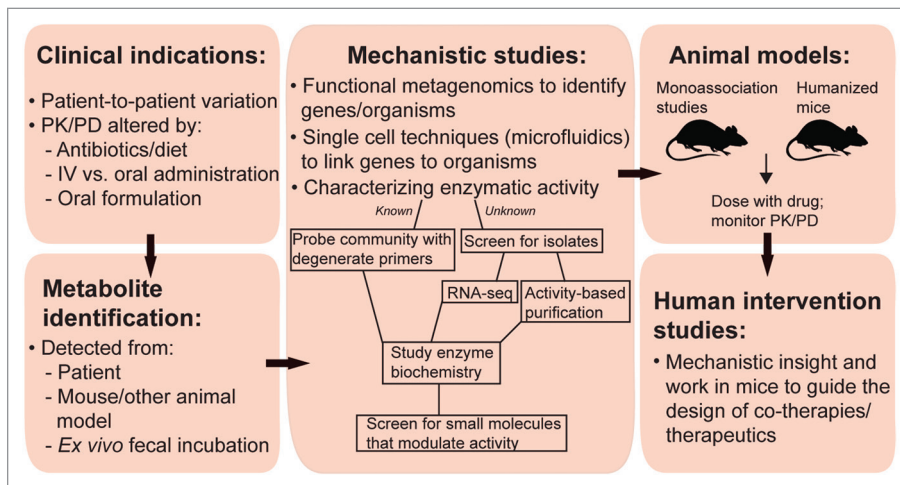 Clinical indications:
• Patient-to-patient variation
• PK/PD altered by:
- Antibiotics/diet
- IV vs. oral administration
- Oral formulation
Metabolite
identification:
• Detected from:
- Patient
- Mouse/other animal
model
- Ex vivo fecal incubation
Mechanistic studies:
• Functional metagenomics to identify
genes/organisms
• Single cell techniques (microfluidics)
to link genes to organisms
• Characterizing enzymatic activity
Known
Unknown
Probe community with
degenerate primers
Screen for isolates
RNA-seq
Activity-based
purification
Study enzyme
biochemistry
Screen for small molecules
that modulate activity
Animal models:
Monoassociation
studies
Humanized
mice
Dose with drug;
monitor PK/PD
Human intervention
studies:
• Mechanistic insight and
work in mice to guide the
design of co-therapies/
therapeutics